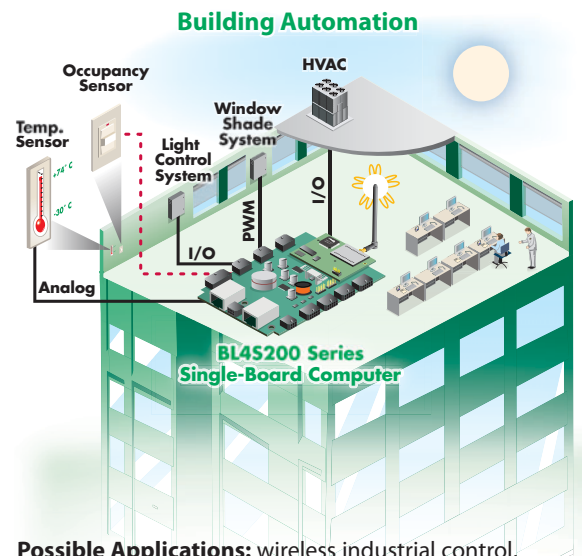 Building Automation
HVAC
Occupancy
Sensor
Window
Shade
System
Temp.
Sensor
Light
Control
System
+74° C
-30° C
I/O
PWM
I/O
Analog
BL4S200 Series
Single-Board Computer
Possible Applications: wireless industrial control,